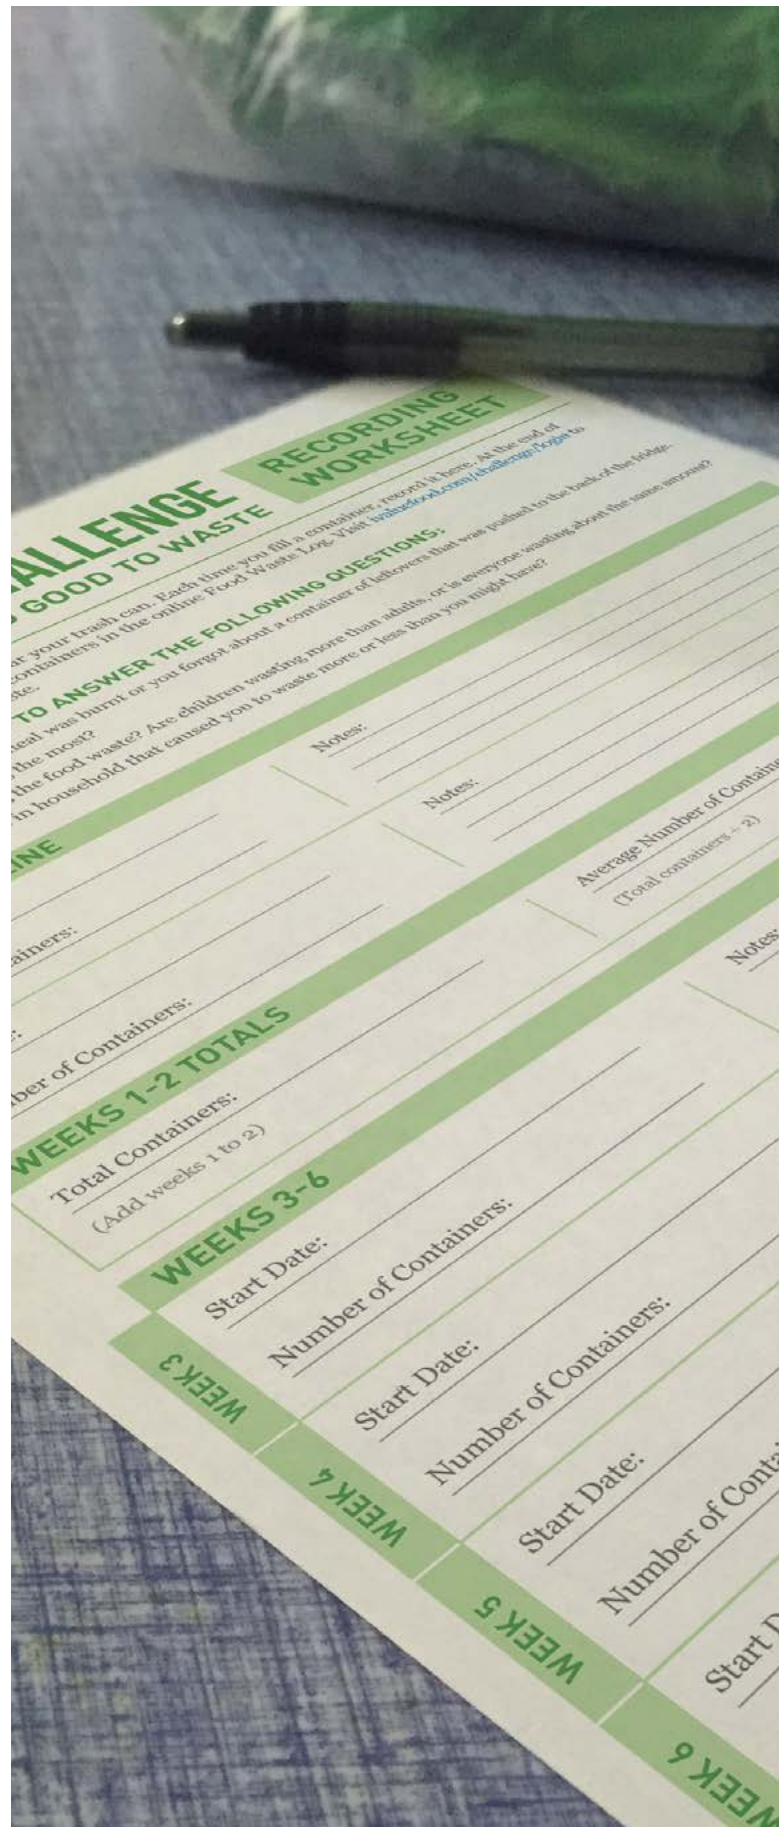 ALLENGE
GOOD TO WASTE
RECORDING
WORKSHEET
ar your trash can. Each time you fill a container, record it here. At the end of
containers in the online Food Waste Log. Visit ivaluefood.com/challenge/login to
te.
TO ANSWER THE FOLLOWING QUESTIONS:
eal was burnt or you forgot about a container of leftovers that was pushed to the back of the fridge.
the most?
the food waste? Are children wasting more than adults, or is everyone wasting about the same amount?
in household that caused you to waste more or less than you might have?
INE
Notes:
ainers:
Notes:
ber of Containers:
WEEKS 1-2 TOTALS
Total Containers:
(Add weeks 1 to 2)
Average Number of Containe
(Total containers ÷ 2)
WEEKS 3-6
WEEK 3
Start Date:
Notes:
Number of Containers:
WEEK 4
Start Date:
Number of Containers:
WEEK 5
Start Date:
Number of Conta
WEEK 6
Start D